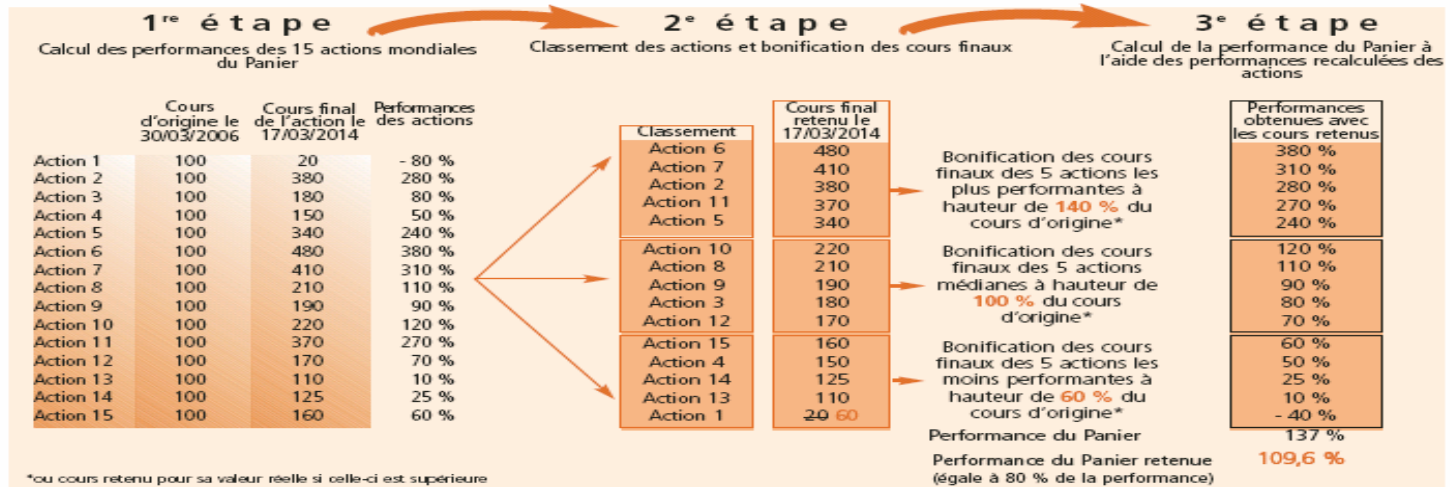 1re étape
Calcul des performances des 15 actions mondiales
du Panier
Cours
d'origine le
30/03/2006
Cours final
de l'action le
17/03/2014
Performances
des actions
Action 1 100 20 - 80 %
Action 2 100 380 280 %
Action 3 100 180 80 %
Action 4 100 150 50 %
Action 5 100 340 240 %
Action 6 100 480 380 %
Action 7 100 410 310 %
Action 8 100 210 110 %
Action 9 100 190 90 %
Action 10 100 220 120 %
Action 11 100 370 270 %
Action 12 100 170 70 %
Action 13 100 110 10 %
Action 14 100 125 25 %
Action 15 100 160 60 %
*ou cours retenu pour sa valeur réelle si celle-ci est supérieure
2e étape
Classement des actions et bonification des cours finaux
Classement
Cours final
retenu le
17/03/2014
Action 6 480
Action 7 410
Action 2 380
Action 11 370
Action 5 340
Action 10 220
Action 8 210
Action 9 190
Action 3 180
Action 12 170
Action 15 160
Action 4 150
Action 14 125
Action 13 110
Action 1 20 60
Bonification des cours
finaux des 5 actions les
plus performantes à
hauteur de 140 % du
cours d'origine*
Bonification des cours
finaux des 5 actions
médianes à hauteur de
100 % du cours
d'origine*
Bonification des cours
finaux des 5 actions les
moins performantes à
hauteur de 60 % du
cours d'origine*
3e étape
Calcul de la performance du Panier à
l'aide des performances recalculées des
actions
Performances
obtenues avec
les cours retenus
380 %
310 %
280 %
270 %
240 %
120 %
110 %
90 %
80 %
70 %
60 %
50 %
25 %
10 %
- 40 %
Performance du Panier 137 %
Performance du Panier retenue 109,6 %
(égale à 80 % de la performance)